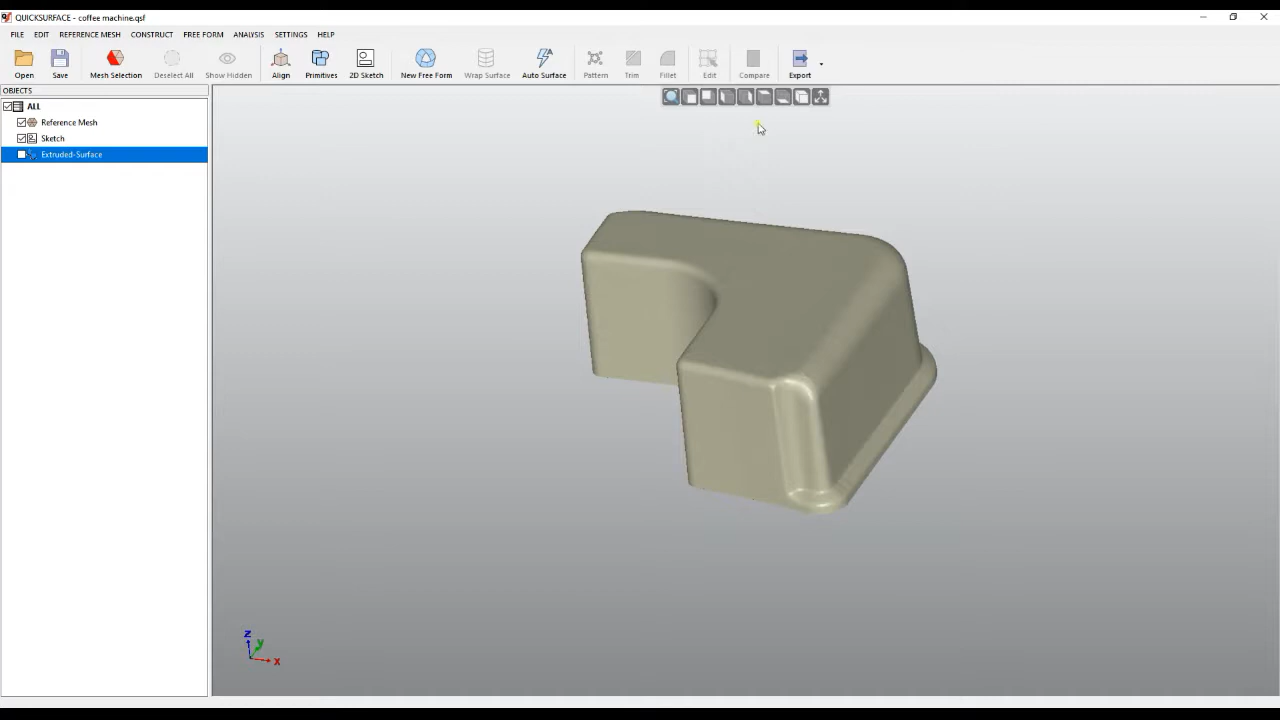 QUICKSURFACE - coffee machine.qsf
FILE EDIT REFERENCE MESH CONSTRUCT FREE FORM ANALYSIS SETTINGS HELP
Open Save Mesh Selection Deselect All Show Hidden Align Primitives 2D Sketch New Free Form Wrap Surface Auto Surface Pattern Trim Fillet Edit Compare Export
OBJECTS
ALL
Reference Mesh
Sketch
Extruded-Surface
z
y
x